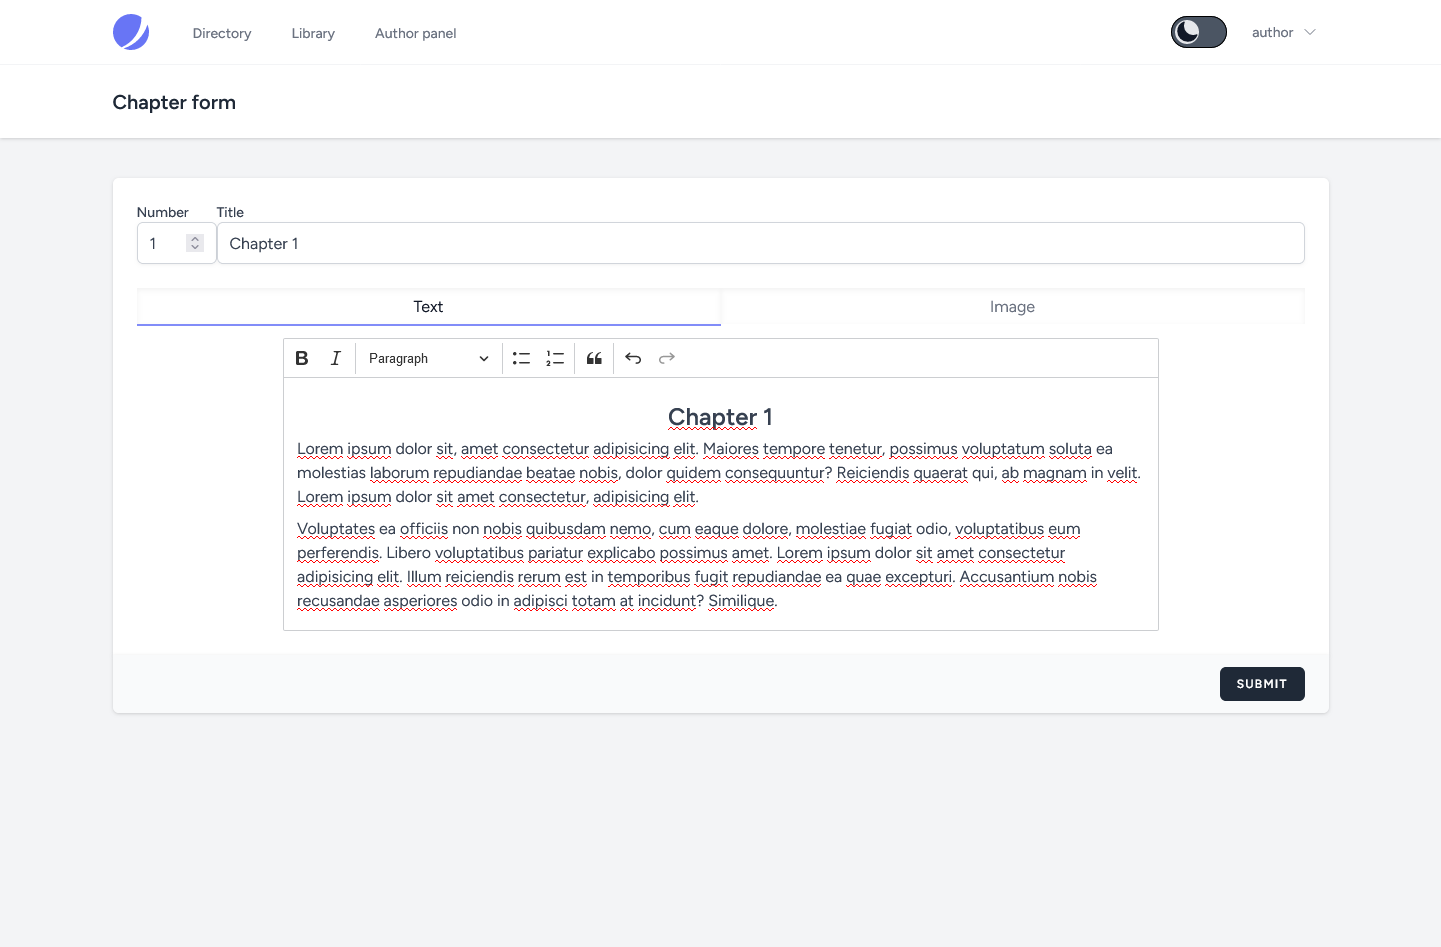 Directory Library Author panel author
Chapter form
Number Title
1 Chapter 1
Text Image
B I Paragraph
Chapter 1
Lorem ipsum dolor sit, amet consectetur adipisicing elit. Maiores tempore tenetur, possimus voluptatum soluta ea
molestias laborum repudiandae beatae nobis, dolor quidem consequuntur? Reiciendis quaerat qui, ab magnam in velit.
Lorem ipsum dolor sit amet consectetur, adipisicing elit.
Voluptates ea officiis non nobis quibusdam nemo, cum eaque dolore, molestiae fugiat odio, voluptatibus eum
perferendis. Libero voluptatibus pariatur explicabo possimus amet. Lorem ipsum dolor sit amet consectetur
adipisicing elit. Illum reiciendis rerum est in temporibus fugit repudiandae ea quae excepturi. Accusantium nobis
recusandae asperiores odio in adipisci totam at incidunt? Similique.
SUBMIT